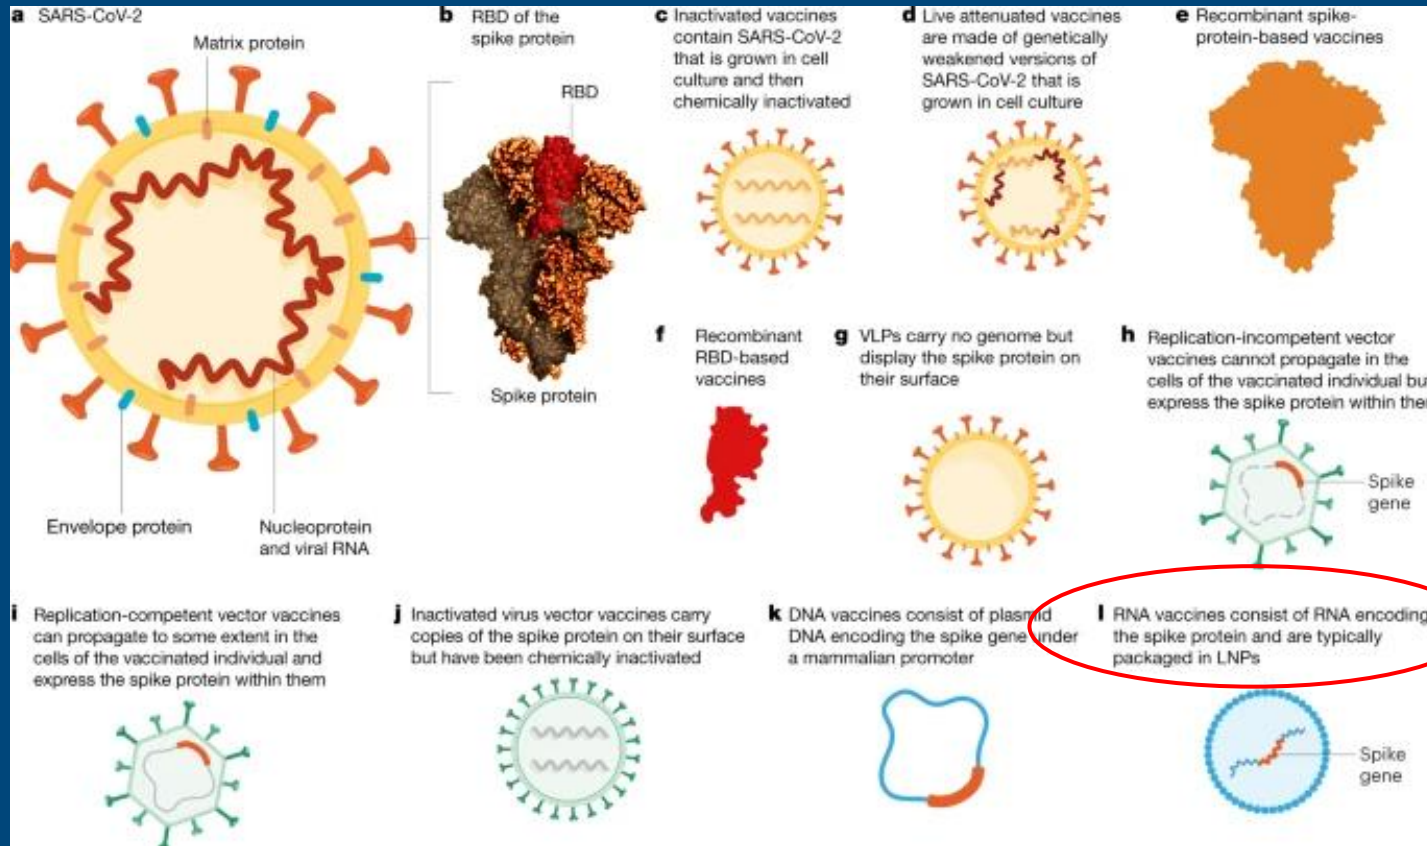 a SARS-CoV-2
Matrix protein
Envelope protein
Nucleoprotein
and viral RNA
b RBD of the
spike protein
RBD
Spike protein
c Inactivated vaccines
contain SARS-CoV-2
that is grown in cell
culture and then
chemically inactivated
d Live attenuated vaccines
are made of genetically
weakened versions of
SARS-CoV-2 that is
grown in cell culture
e Recombinant spike-
protein-based vaccines
f Recombinant
RBD-based
vaccines
g VLPs carry no genome but
display the spike protein on
their surface
h Replication-incompetent vector
vaccines cannot propagate in the
cells of the vaccinated individual bu
express the spike protein within the
Spike
gene
i Replication-competent vector vaccines
can propagate to some extent in the
cells of the vaccinated individual and
express the spike protein within them
j Inactivated virus vector vaccines carry
copies of the spike protein on their surface
but have been chemically inactivated
k DNA vaccines consist of plasmid
DNA encoding the spike gene under
a mammalian promoter
l RNA vaccines consist of RNA encoding
the spike protein and are typically
packaged in LNPs
Spike
gene